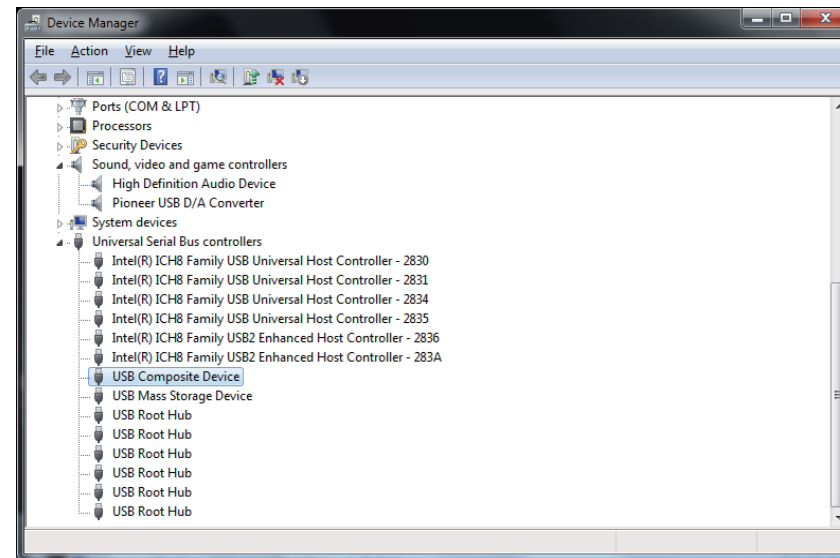 Device Manager
File Action View Help
Ports (COM & LPT)
Processors
Security Devices
Sound, video and game controllers
High Definition Audio Device
Pioneer USB D/A Converter
System devices
Universal Serial Bus controllers
Intel(R) ICH8 Family USB Universal Host Controller - 2830
Intel(R) ICH8 Family USB Universal Host Controller - 2831
Intel(R) ICH8 Family USB Universal Host Controller - 2834
Intel(R) ICH8 Family USB Universal Host Controller - 2835
Intel(R) ICH8 Family USB2 Enhanced Host Controller - 2836
Intel(R) ICH8 Family USB2 Enhanced Host Controller - 283A
USB Composite Device
USB Mass Storage Device
USB Root Hub
USB Root Hub
USB Root Hub
USB Root Hub
USB Root Hub
USB Root Hub